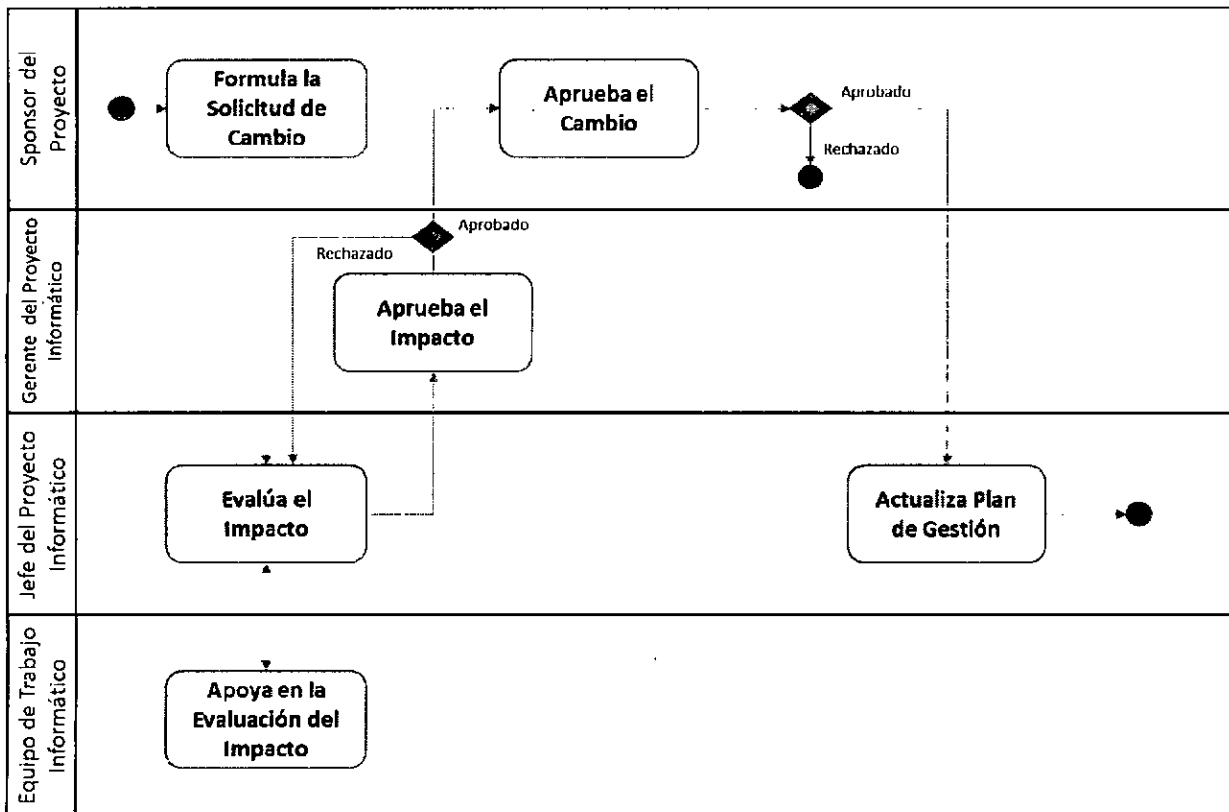 Sponsor del
Proyecto
Formula la
Solicitud de
Cambio
Aprueba el
Cambio
Aprobado
Rechazado
Gerente del Proyecto
Informático
Aprobado
Rechazado
Aprueba el
Impacto
Jefe del Proyecto
Informático
Evalúa el
Impacto
Actualiza Plan
de Gestión
Equipo de Trabajo
Informático
Apoya en la
Evaluación del
Impacto